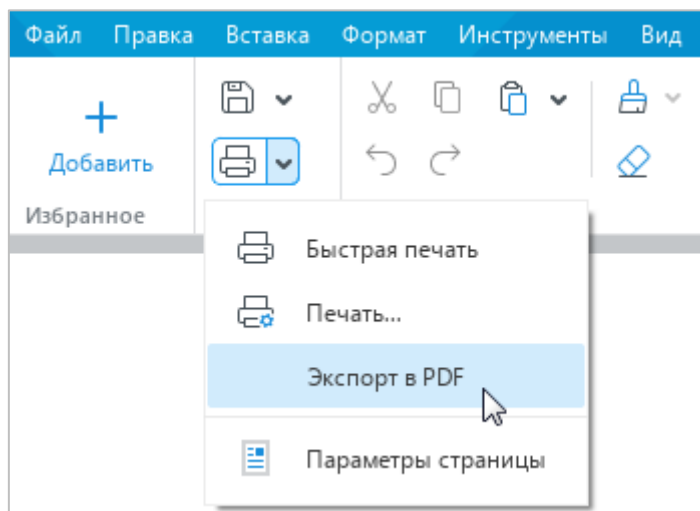 Файл Правка Вставка Формат Инструменты Вид
Добавить
Избранное
Быстрая печать
Печать...
Экспорт в PDF
Параметры страницы